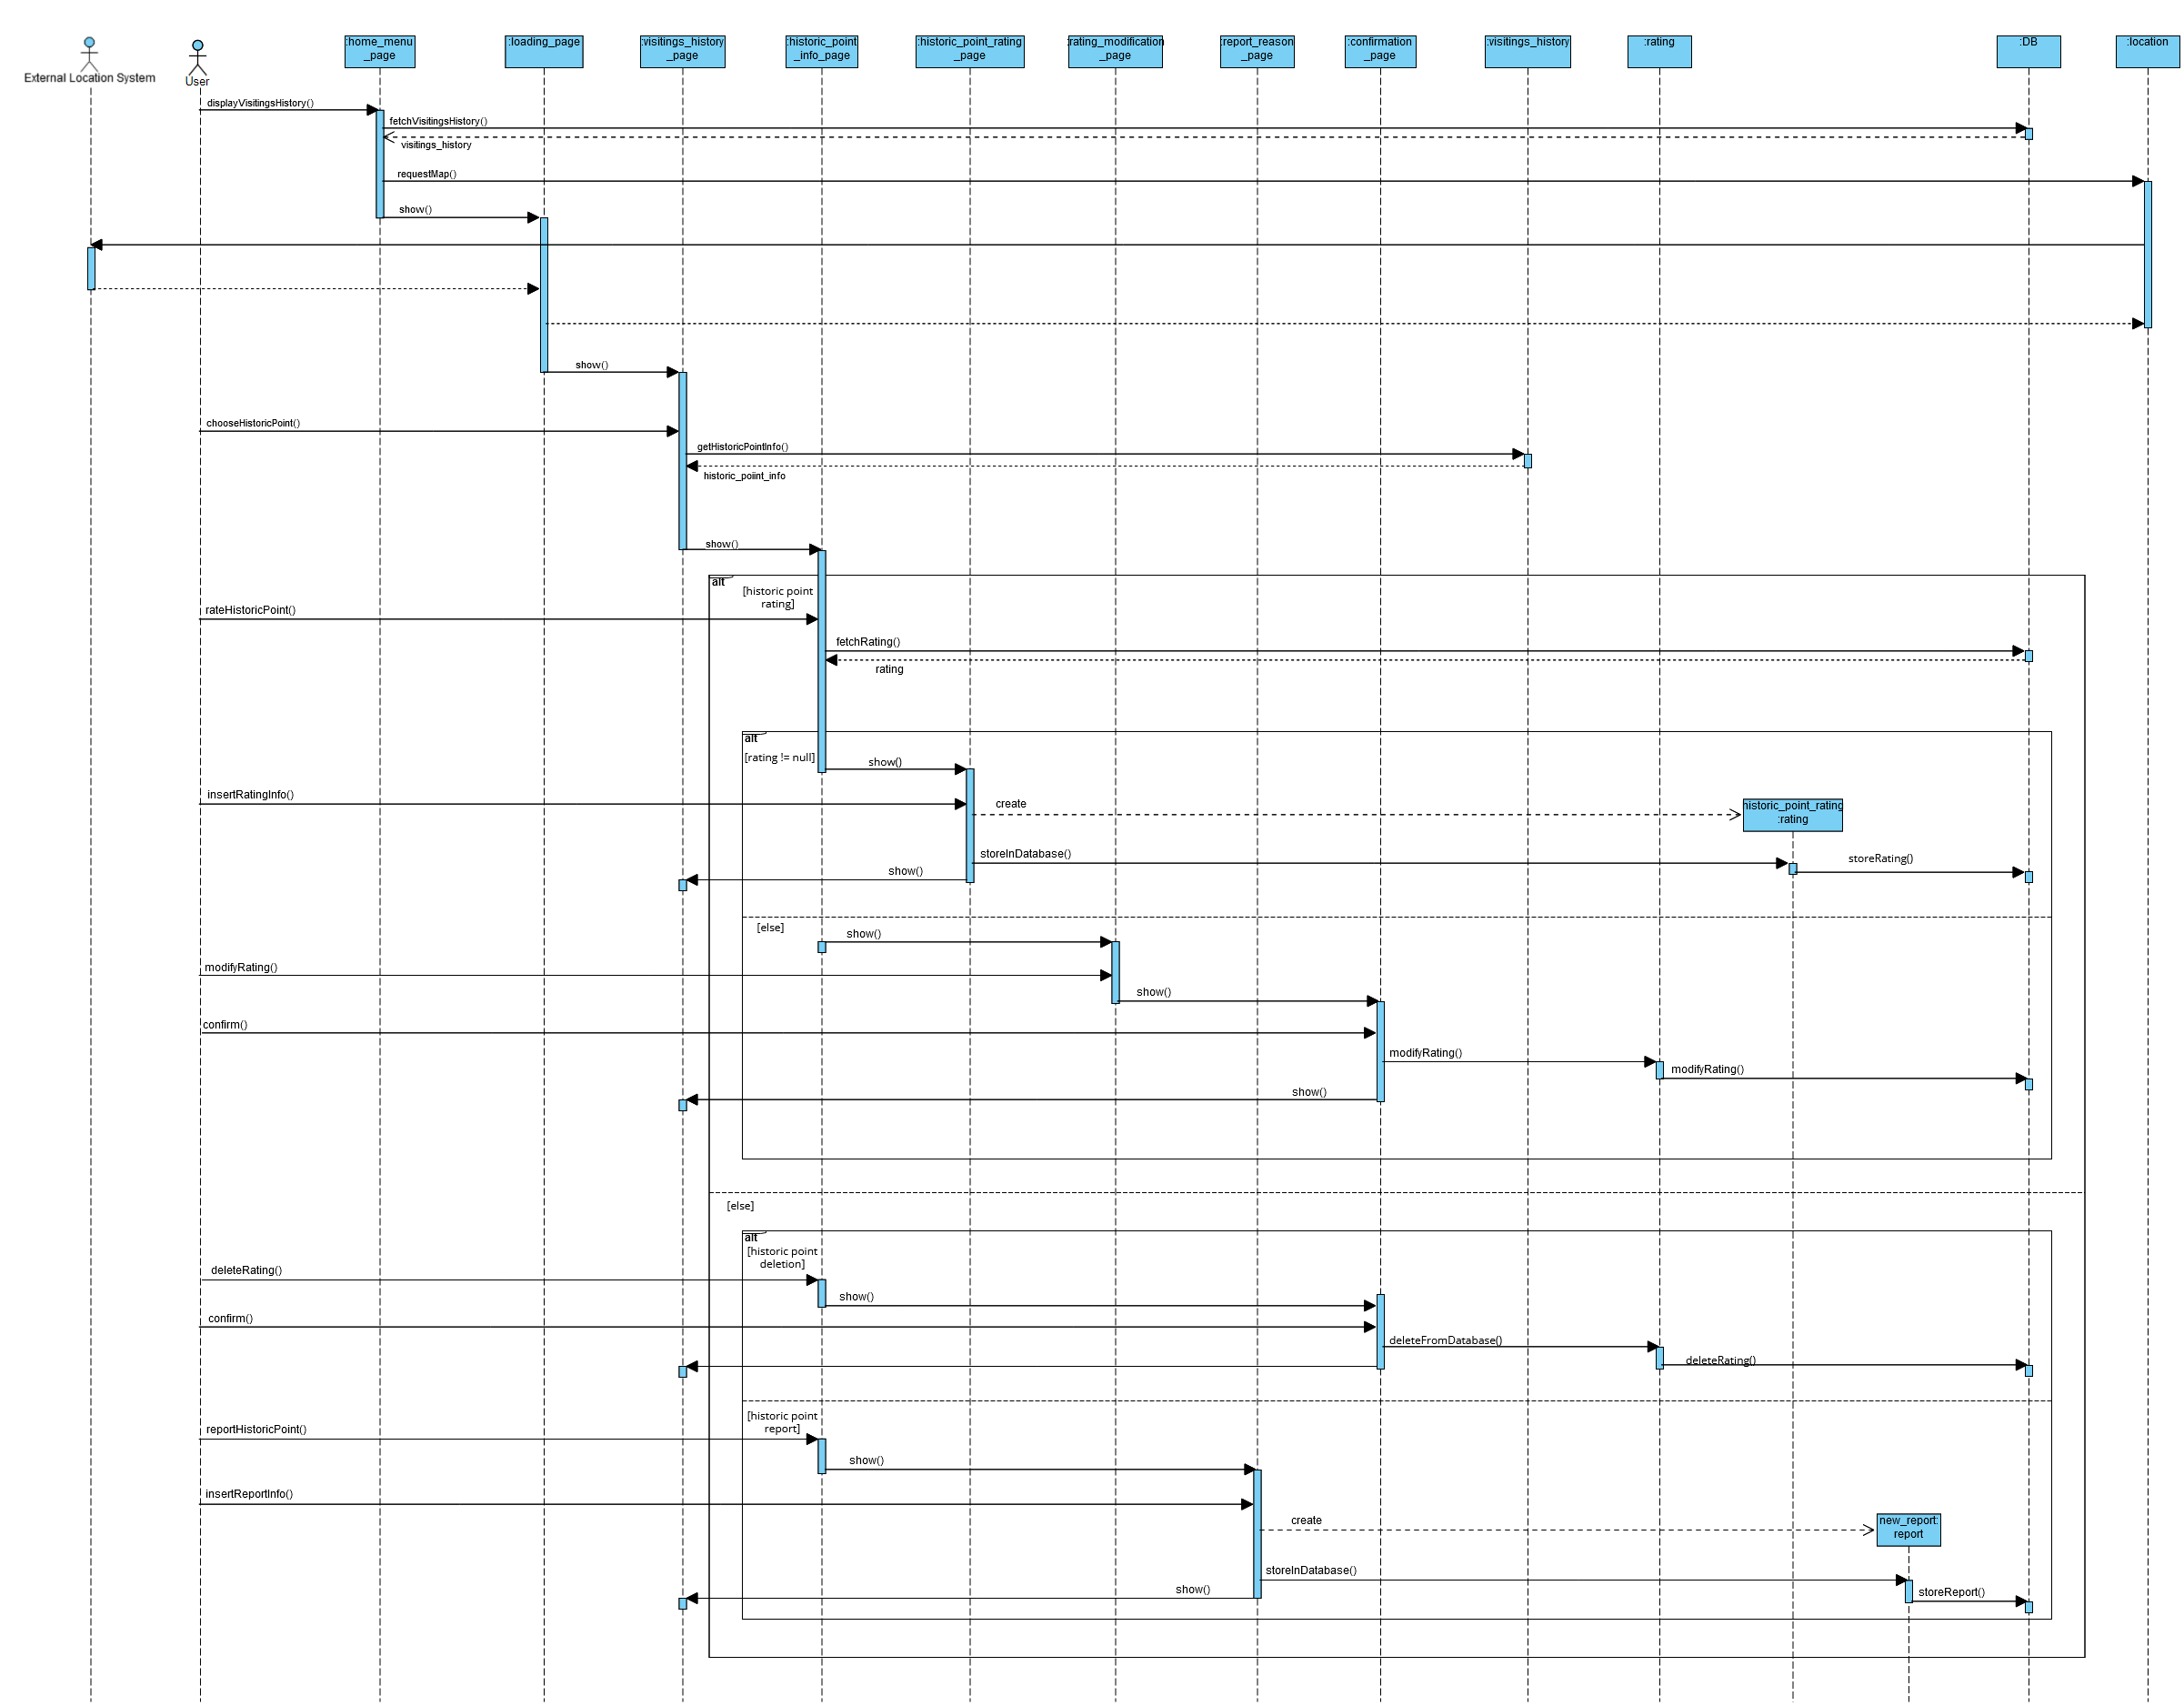 External Location System
User
:home_menu
_page
:loading_page
:visitings_history
_page
:historic_point
_info_page
:historic_point_rating
_page
:rating_modification
_page
:report_reason
_page
:confirmation
_page
:visitings_history
:rating
:DB
:location
displayVisitingsHistory()
fetchVisitingsHistory()
visitings_history
requestMap()
show()
show()
chooseHistoricPoint()
getHistoricPointInfo()
historic_poiint_info
show()
alt
[historic point
rating]
rateHistoricPoint()
fetchRating()
rating
alt
[rating != null]
show()
insertRatingInfo()
create
historic_point_rating
:rating
storeInDatabase()
storeRating()
show()
[else]
show()
modifyRating()
show()
confirm()
modifyRating()
modifyRating()
show()
[else]
alt
[historic point
deletion]
deleteRating()
show()
confirm()
deleteFromDatabase()
deleteRating()
[historic point
report]
reportHistoricPoint()
show()
insertReportInfo()
create
new_report:
report
storeInDatabase()
show()
storeReport()